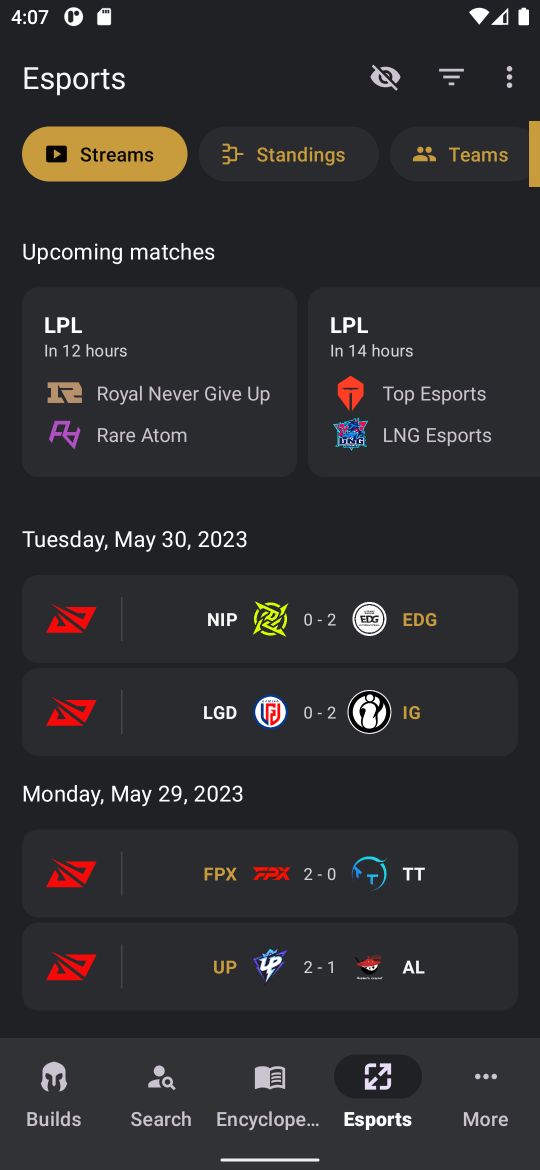 4:07
Esports
Streams
Standings
Teams
Upcoming matches
LPL
In 12 hours
Royal Never Give Up
Rare Atom
LPL
In 14 hours
Top Esports
LNG Esports
Tuesday, May 30, 2023
NIP 0 - 2 EDG
LGD 0 - 2 IG
Monday, May 29, 2023
FPX FPX 2 - 0 TT
UP UP 2 - 1 AL
Builds
Search
Encyclope…
Esports
More